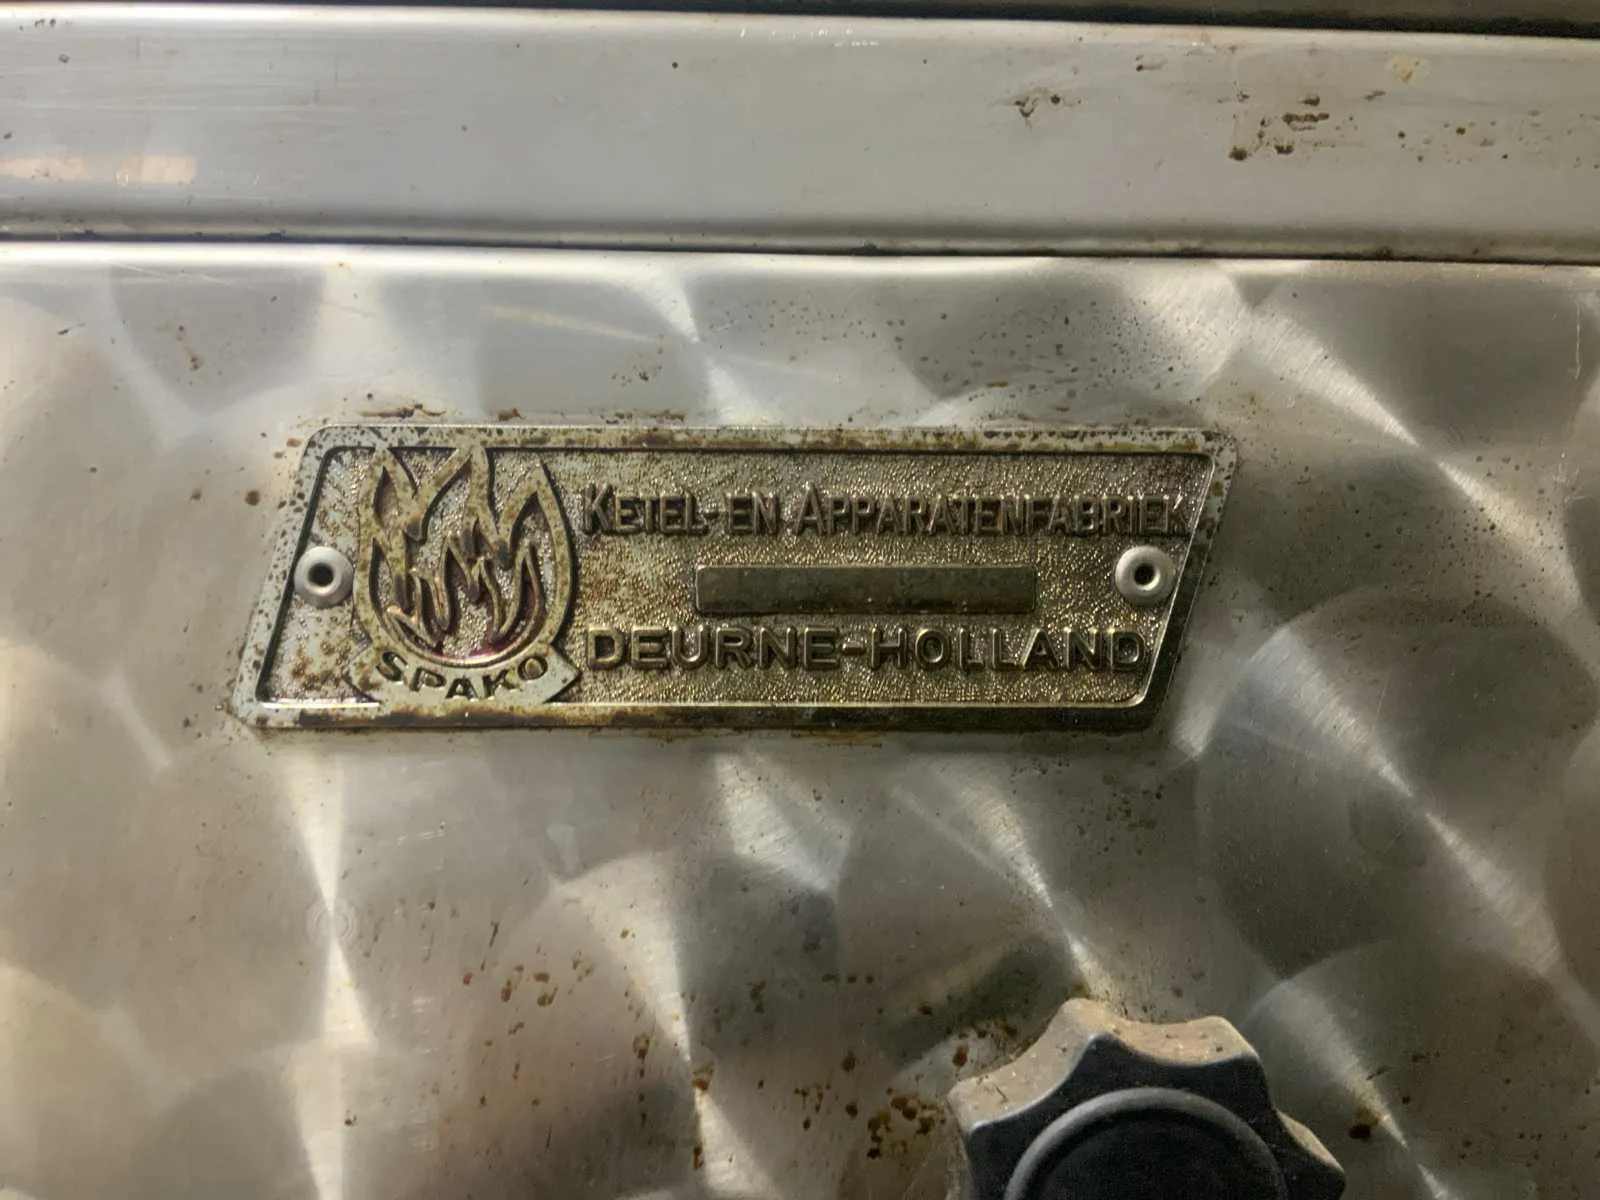 KETEL- EN APPARATENFABRIEK
DEURNE-HOLLAND
SPAKO